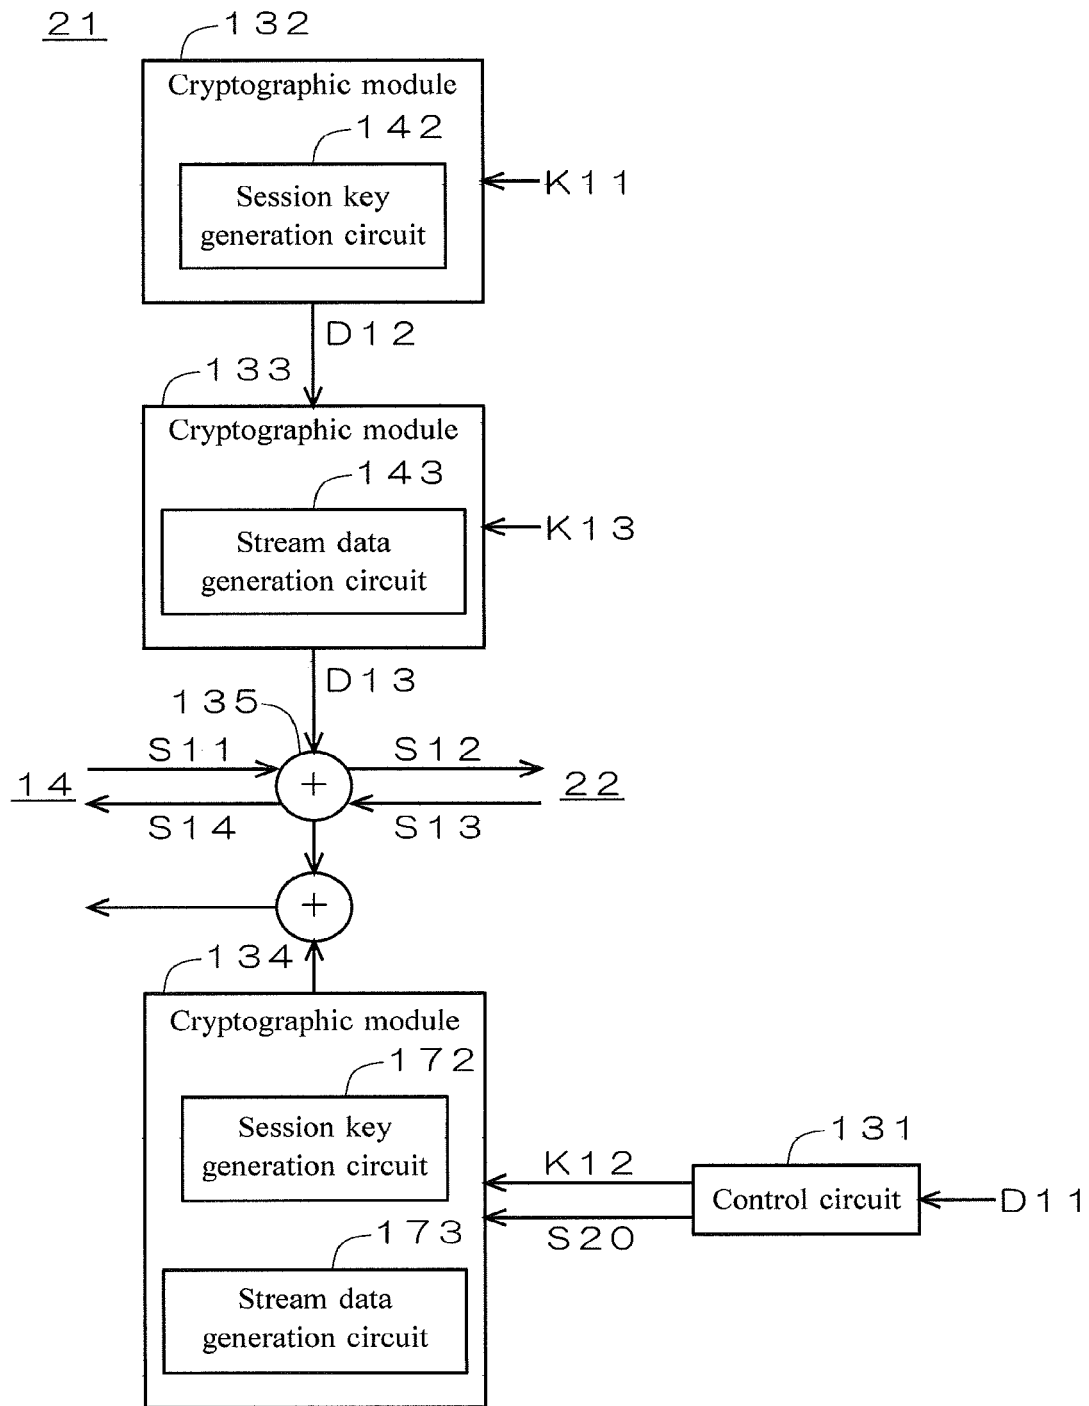 21
132
Cryptographic module
142
Session key
generation circuit
K11
D12
133
Cryptographic module
143
Stream data
generation circuit
K13
D13
135
S11
S12
+
14
22
S14
S13
+
134
Cryptographic module
172
Session key
generation circuit
131
K12
Control circuit
D11
S20
173
Stream data
generation circuit